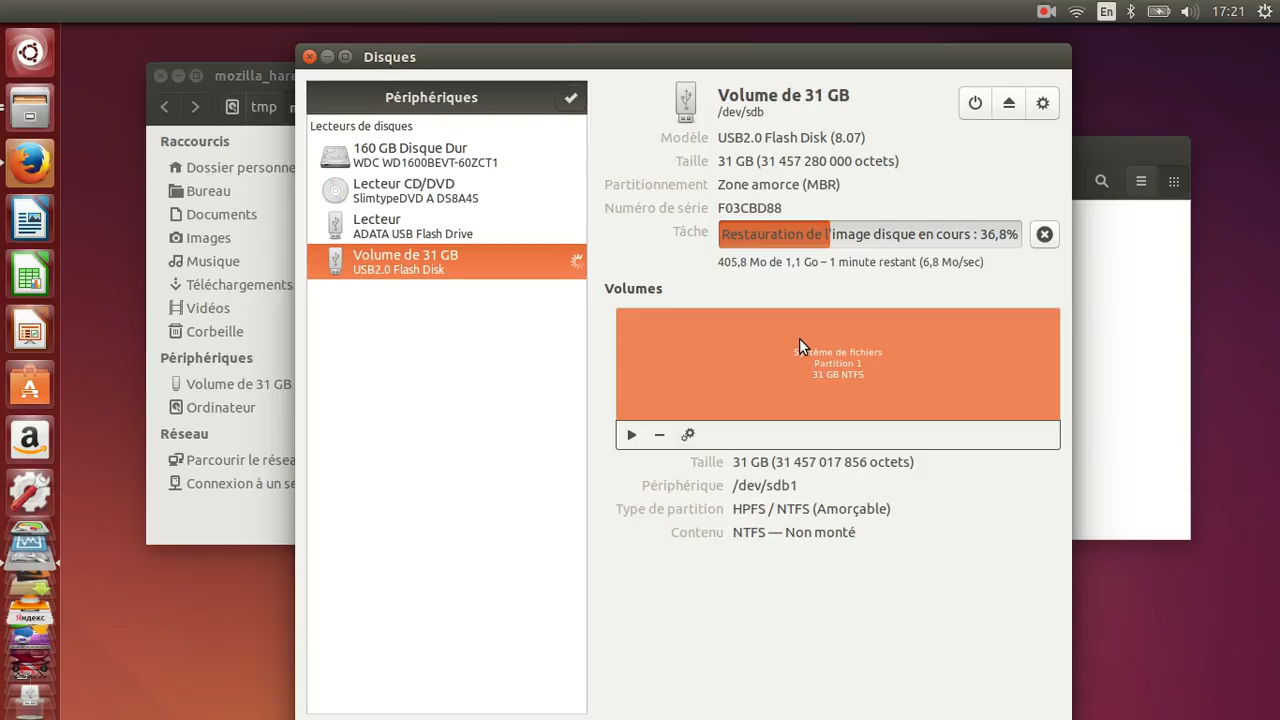 En
17:21
mozilla_hare
tmp
Raccourcis
Dossier personne
Bureau
Documents
Images
Musique
Téléchargements
Vidéos
Corbeille
Périphériques
Volume de 31 GB
Ordinateur
Réseau
Parcourir le résea
Connexion à un se
Disques
Périphériques
Lecteurs de disques
160 GB Disque Dur
WDC WD1600BEVT-60ZCT1
Lecteur CD/DVD
SlimtypeDVD A DS8A4S
Lecteur
ADATA USB Flash Drive
Volume de 31 GB
USB2.0 Flash Disk
Volume de 31 GB
/dev/sdb
Modèle USB2.0 Flash Disk (8.07)
Taille 31 GB (31 457 280 000 octets)
Partitionnement Zone amorce (MBR)
Numéro de série F03CBD88
Tâche Restauration de l'image disque en cours : 36,8%
405,8 Mo de 1,1 Go – 1 minute restant (6,8 Mo/sec)
Volumes
Système de fichiers
Partition 1
31 GB NTFS
Taille 31 GB (31 457 017 856 octets)
Périphérique /dev/sdb1
Type de partition HPFS / NTFS (Amorçable)
Contenu NTFS — Non monté
Яндекс